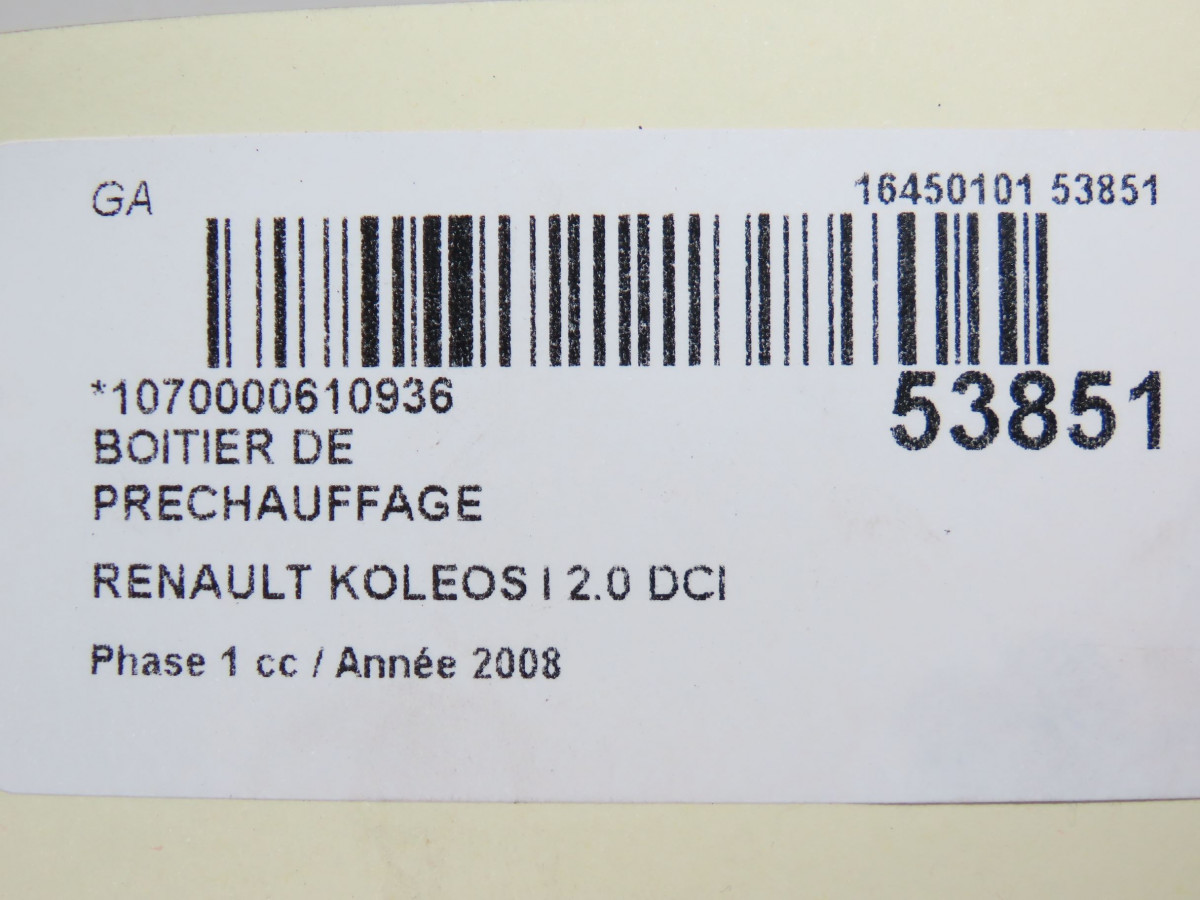 GA
16450101 53851
*1070000610936
53851
BOITIER DE
PRECHAUFFAGE
RENAULT KOLEOS I 2.0 DCI
Phase 1 cc / Année 2008